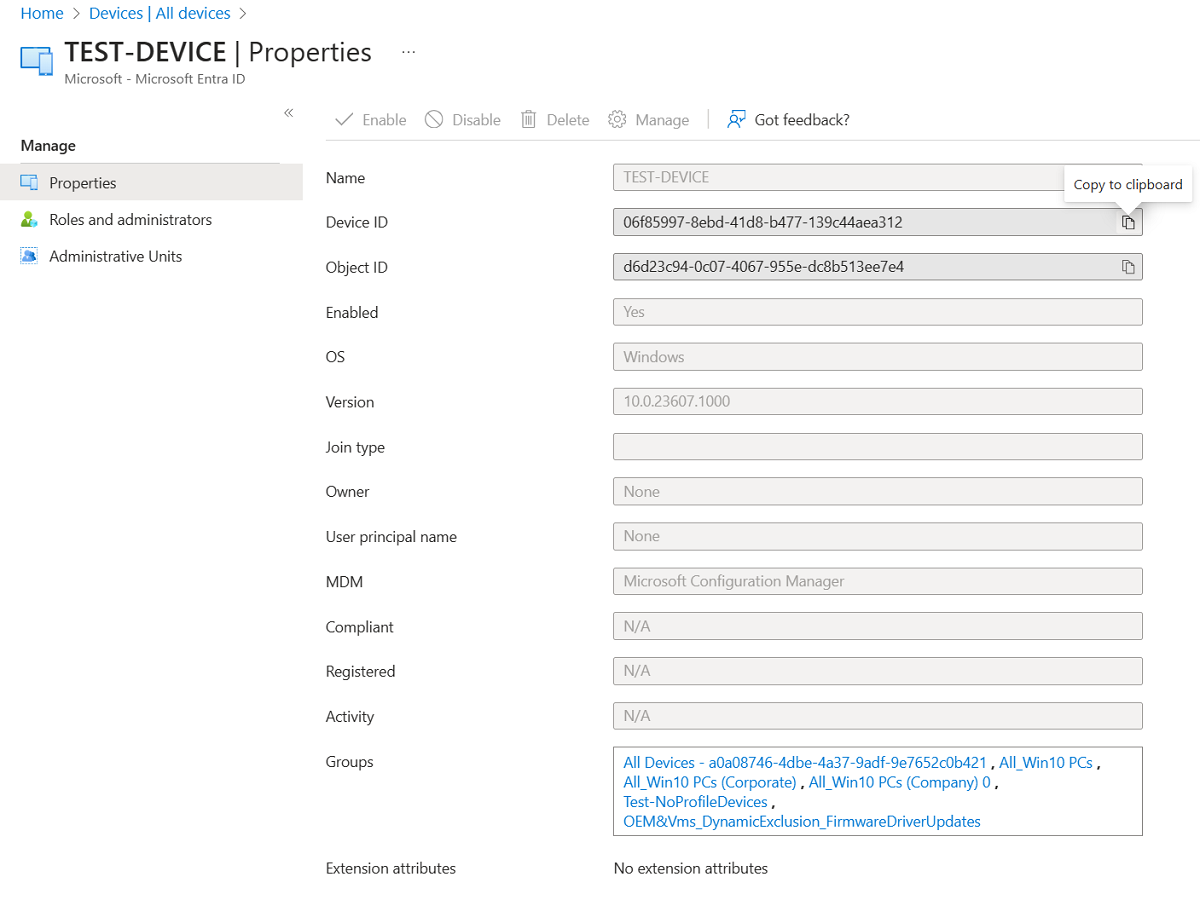 Home > Devices | All devices >
TEST-DEVICE | Properties ...
Microsoft - Microsoft Entra ID
«
Manage
Properties
Roles and administrators
Administrative Units
Enable Disable Delete Manage | Got feedback?
Name TEST-DEVICE
Copy to clipboard
Device ID 06f85997-8ebd-41d8-b477-139c44aea312
Object ID d6d23c94-0c07-4067-955e-dc8b513ee7e4
Enabled Yes
OS Windows
Version 10.0.23607.1000
Join type
Owner None
User principal name None
MDM Microsoft Configuration Manager
Compliant N/A
Registered N/A
Activity N/A
Groups All Devices - a0a08746-4dbe-4a37-9adf-9e7652c0b421 , All_Win10 PCs ,
All_Win10 PCs (Corporate) , All_Win10 PCs (Company) 0 ,
Test-NoProfileDevices ,
OEM&Vms_DynamicExclusion_FirmwareDriverUpdates
Extension attributes No extension attributes